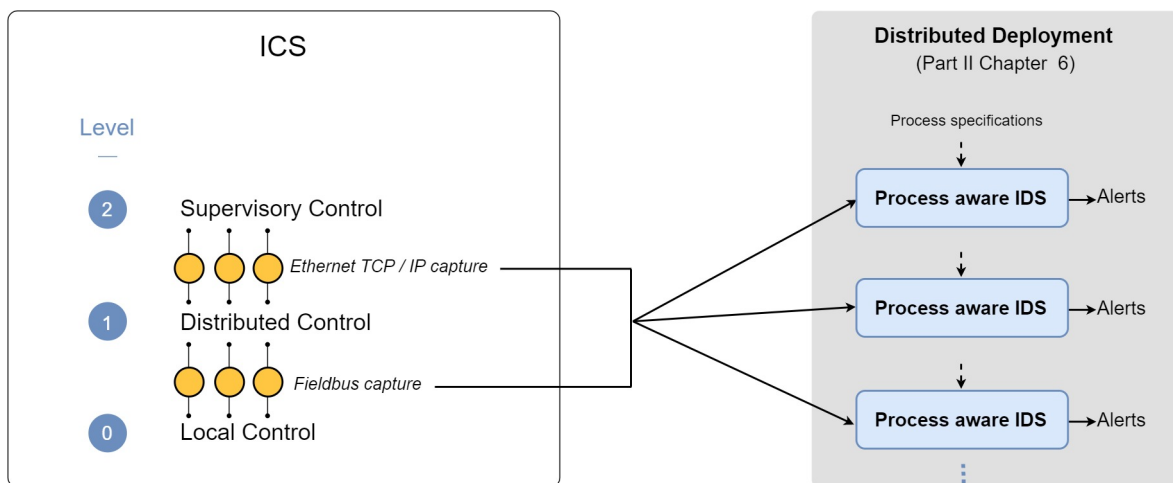 ICS
Level
2
Supervisory Control
Ethernet TCP / IP capture
1
Distributed Control
Fieldbus capture
0
Local Control
Distributed Deployment
(Part II Chapter 6)
Process specifications
Process aware IDS
Alerts
Process aware IDS
Alerts
Process aware IDS
Alerts